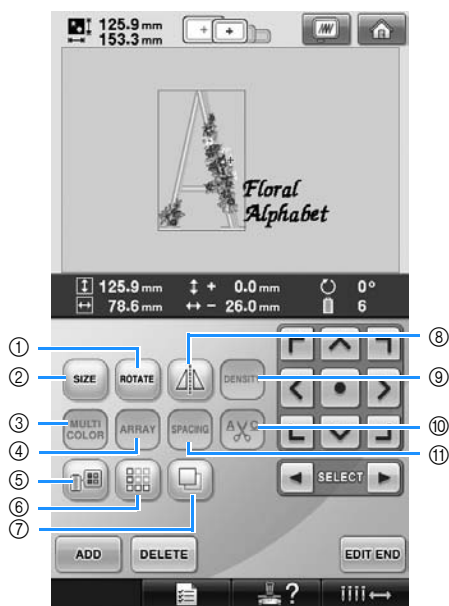 125.9 mm
153.3 mm
Floral
Alphabet
125.9 mm + 0.0 mm 0°
78.6 mm − 26.0 mm 6
① ⑧
② SIZE ROTATE DENSITY ⑨
③ MULTI COLOR ARRAY SPACING ⑩
④ ⑪
⑤
⑥ SELECT
⑦
ADD DELETE EDIT END
?